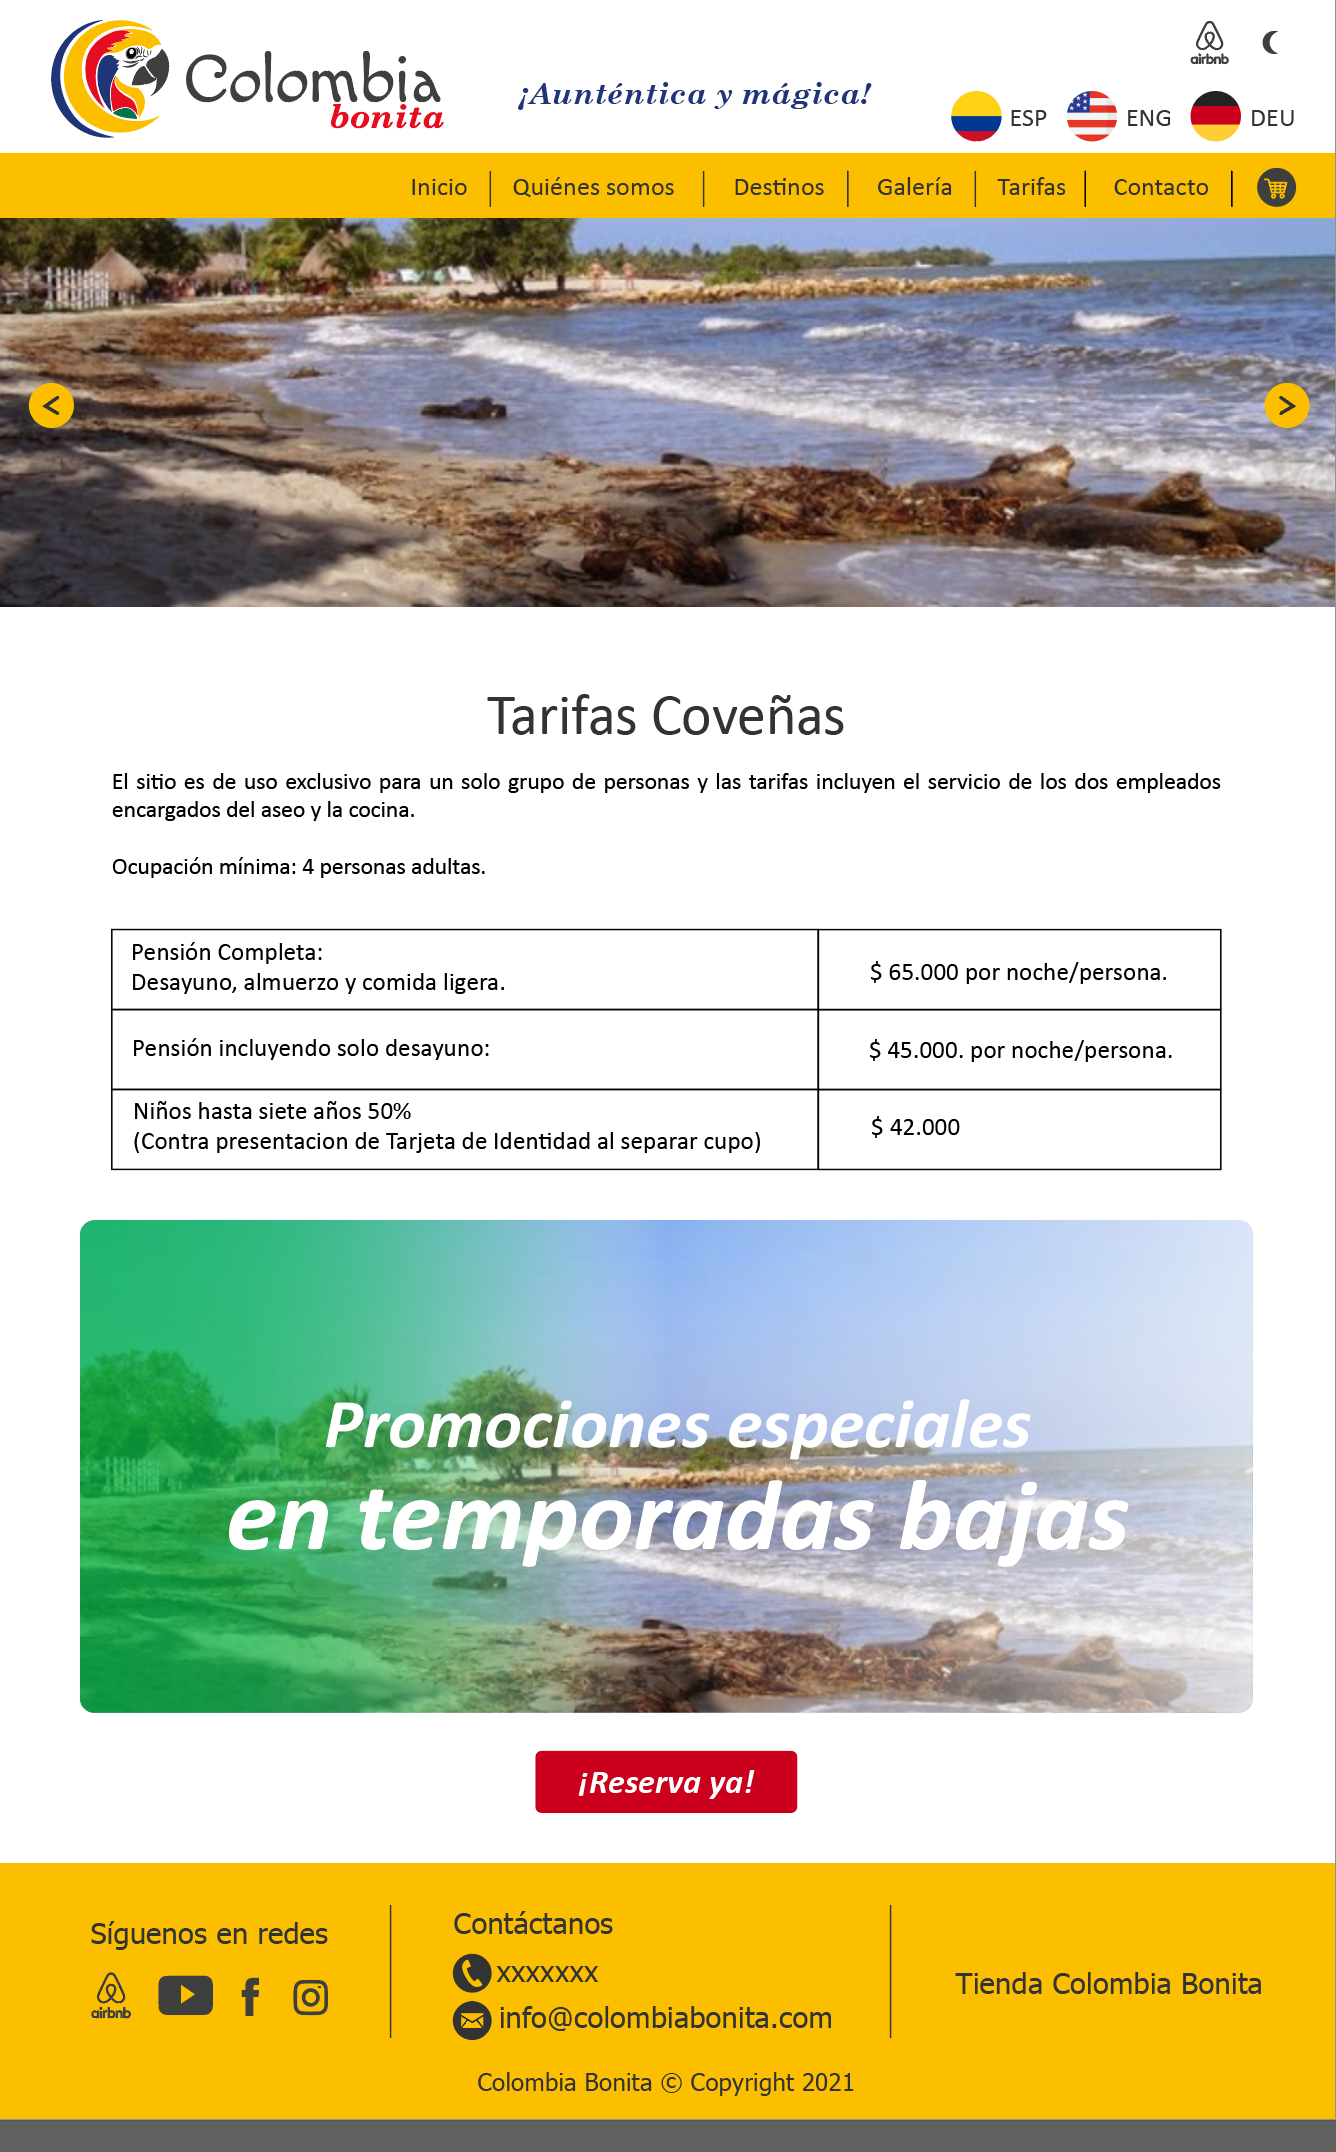 Colombia
bonita
¡Aunténtica y mágica!
airbnb
ESP
ENG
DEU
Inicio
Quiénes somos
Destinos
Galería
Tarifas
Contacto
<
>
Tarifas Coveñas
El sitio es de uso exclusivo para un solo grupo de personas y las tarifas incluyen el servicio de los dos empleados
encargados del aseo y la cocina.
Ocupación mínima: 4 personas adultas.
Pensión Completa:
Desayuno, almuerzo y comida ligera.
$ 65.000 por noche/persona.
Pensión incluyendo solo desayuno:
$ 45.000. por noche/persona.
Niños hasta siete años 50%
(Contra presentacion de Tarjeta de Identidad al separar cupo)
$ 42.000
Promociones especiales
en temporadas bajas
¡Reserva ya!
Síguenos en redes
airbnb
Contáctanos
xxxxxxx
info@colombiabonita.com
Tienda Colombia Bonita
Colombia Bonita © Copyright 2021